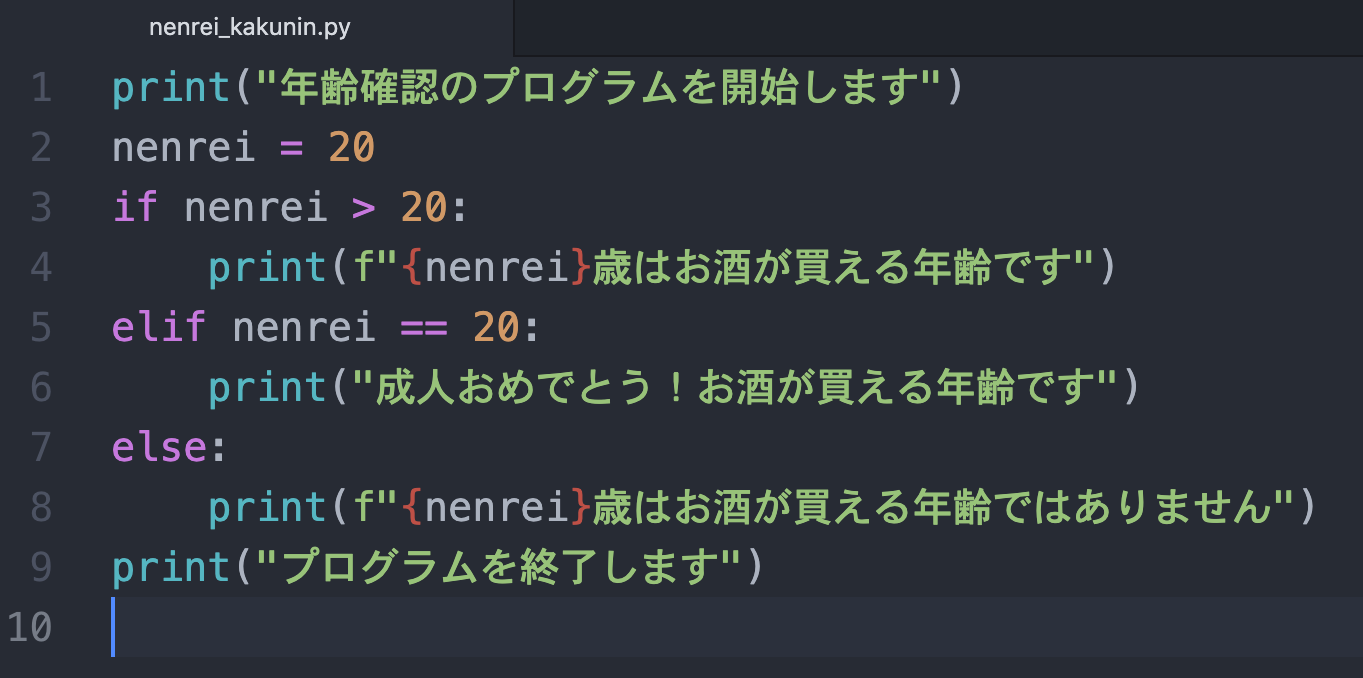 nenrei_kakunin.py
1 print("年齢確認のプログラムを開始します")
2 nenrei = 20
3 if nenrei > 20:
4     print(f"{nenrei}歳はお酒が買える年齢です")
5 elif nenrei == 20:
6     print("成人おめでとう！お酒が買える年齢です")
7 else:
8     print(f"{nenrei}歳はお酒が買える年齢ではありません")
9 print("プログラムを終了します")
10